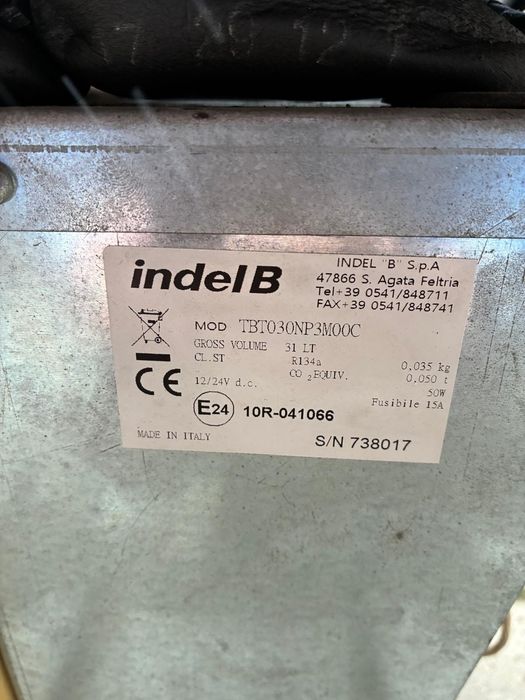 indelB
INDEL "B" S.p.A
47866 S. Agata Feltria
Tel+39 0541/848711
FAX+39 0541/848741
MOD TBT030NP3M00C
GROSS VOLUME 31 LT
CL.ST R134a 0,035 kg
CO2EQUIV. 0.050 t
12/24V d.c. 50W
Fusibile 15A
CE
E24 10R-041066
MADE IN ITALY
S/N 738017